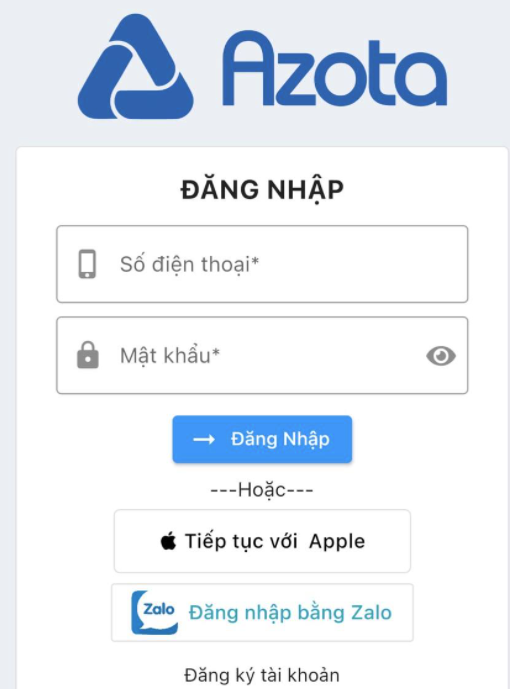 Azota
ĐĂNG NHẬP
Số điện thoại*
Mật khẩu*
Đăng Nhập
---Hoặc---
Tiếp tục với Apple
Zalo Đăng nhập bằng Zalo
Đăng ký tài khoản